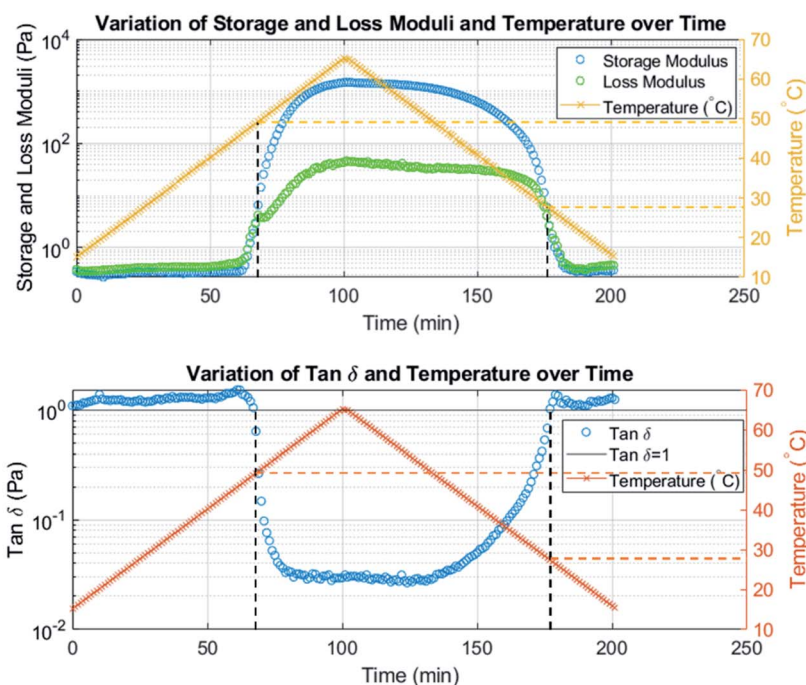 Variation of Storage and Loss Moduli and Temperature over Time
Storage and Loss Moduli (Pa)
10^4
10^2
10^0
Storage Modulus
Loss Modulus
Temperature (°C)
70
60
50
40
30
20
10
Temperature (°C)
0
50
100
150
200
250
Time (min)
Variation of Tan δ and Temperature over Time
Tan δ (Pa)
10^0
10^-1
10^-2
Tan δ
Tan δ=1
Temperature (°C)
70
60
50
40
30
20
10
Temperature (°C)
0
50
100
150
200
250
Time (min)